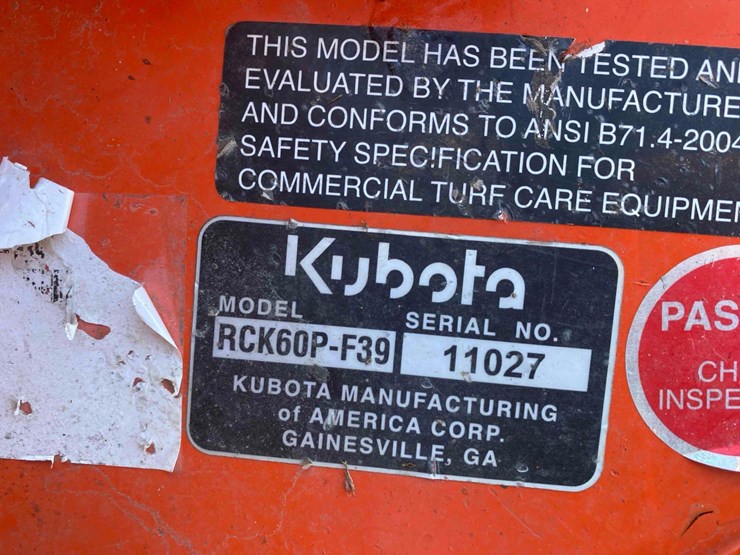 THIS MODEL HAS BEEN TESTED AN
EVALUATED BY THE MANUFACTURE
AND CONFORMS TO ANSI B71.4-2004
SAFETY SPECIFICATION FOR
COMMERCIAL TURF CARE EQUIPME
Kubota
MODEL
SERIAL NO.
RCK60P-F39
11027
KUBOTA MANUFACTURING
of AMERICA CORP.
GAINESVILLE, GA
PAS
CH
INSPE